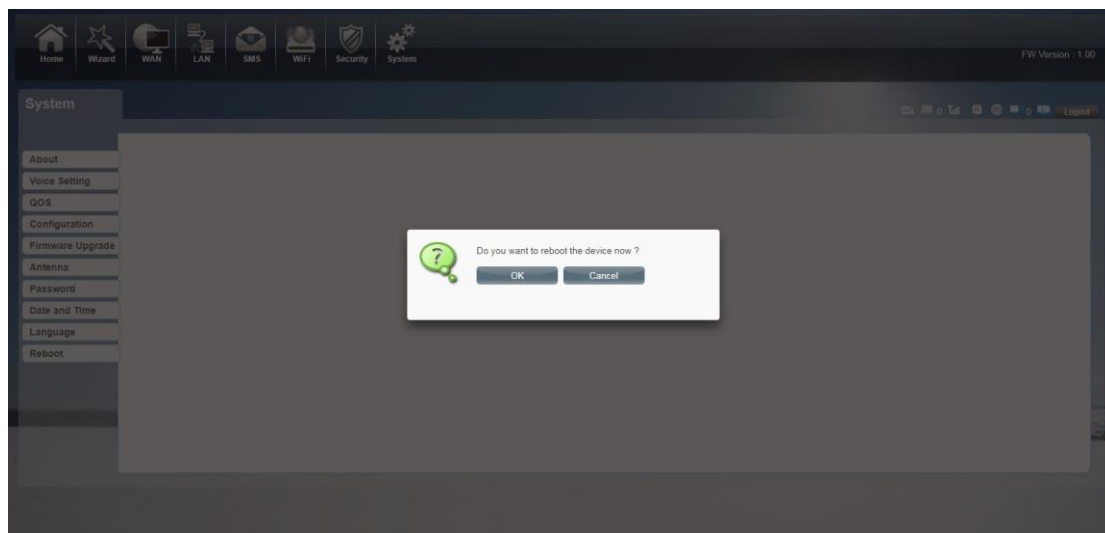 Home Wizard WAN LAN SMS WiFi Security System
FW Version : 1.00
System
0 0 Logout
About
Voice Setting
QOS
Configuration
Firmware Upgrade
Antenna
Password
Date and Time
Language
Reboot
Do you want to reboot the device now ?
OK Cancel